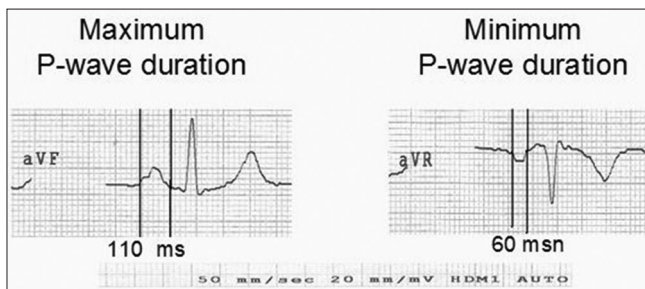 Maximum
P-wave duration
Minimum
P-wave duration
aVF
aVR
110 ms
60 msn
50 mm/sec 20 mm/mV HDM1 AUTO